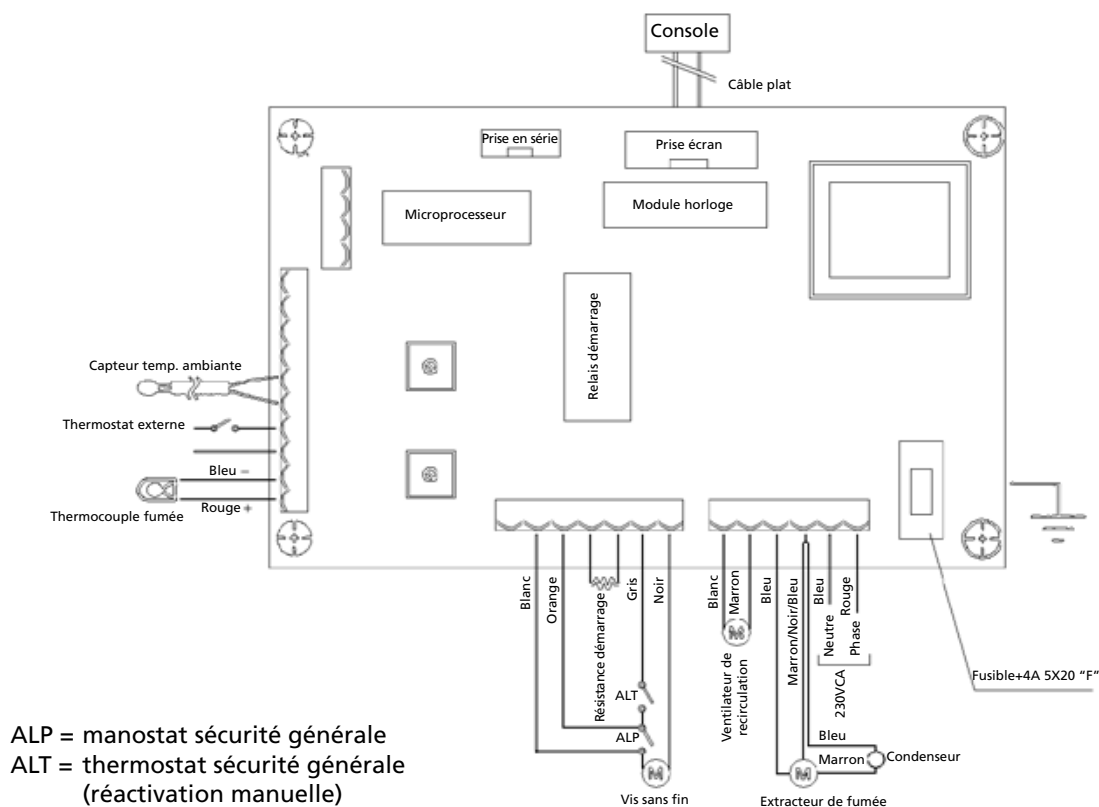 Console
Câble plat
Prise en série
Prise écran
Microprocesseur
Module horloge
Relais démarrage
Capteur temp. ambiante
Thermostat externe
Bleu –
Rouge +
Thermocouple fumée
Blanc
Orange
Résistance démarrage
Gris
Noir
Blanc
Marron
Bleu
Marron/Noir/Bleu
Bleu
Rouge
Neutre
Phase
230VCA
Fusible+4A 5X20 “F”
ALT
ALP
M
Vis sans fin
M
Ventilateur de
recirculation
Bleu
Marron
Condenseur
M
Extracteur de fumée
ALP = manostat sécurité générale
ALT = thermostat sécurité générale
(réactivation manuelle)